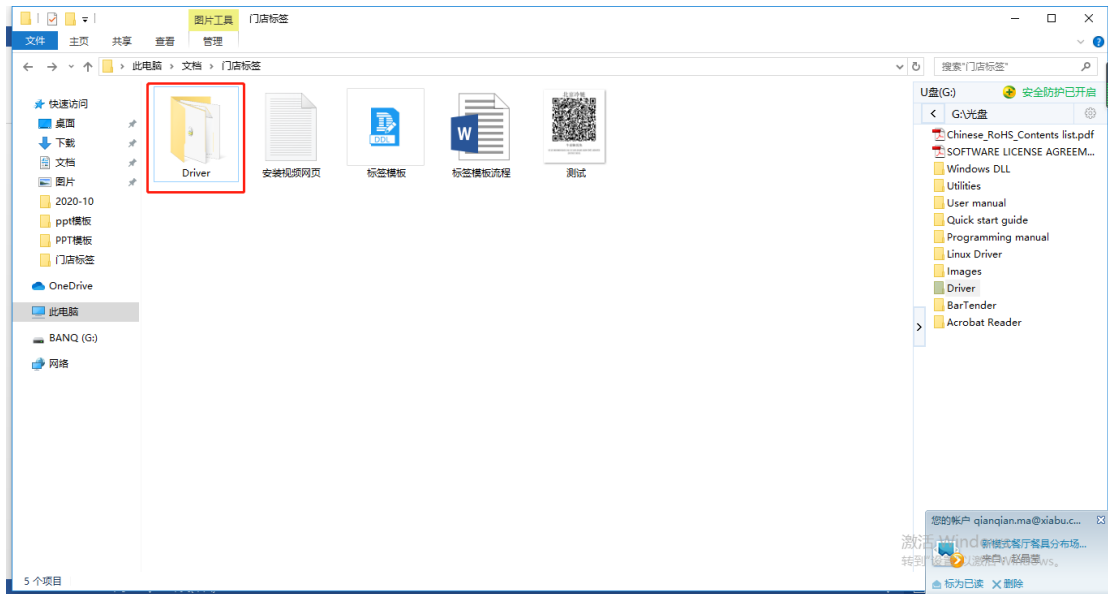 图片工具 门店标签
文件 主页 共享 查看 管理
此电脑 › 文档 › 门店标签
搜索"门店标签"
快速访问
桌面
下载
文档
图片
2020-10
ppt模板
PPT模板
门店标签
OneDrive
此电脑
BANQ (G:)
网络
Driver
安装视频网页
DDL
标签模板
W
标签模板流程
测试
U盘(G:) 安全防护已开启
G:\光盘
Chinese_RoHS_Contents list.pdf
SOFTWARE LICENSE AGREEM...
Windows DLL
Utilities
User manual
Quick start guide
Programming manual
Linux Driver
Images
Driver
BarTender
Acrobat Reader
您的帐户 qianqian.ma@xiabu.c...
新模式餐厅餐具分布场...
标为已读 删除
激活 Windows
5 个项目